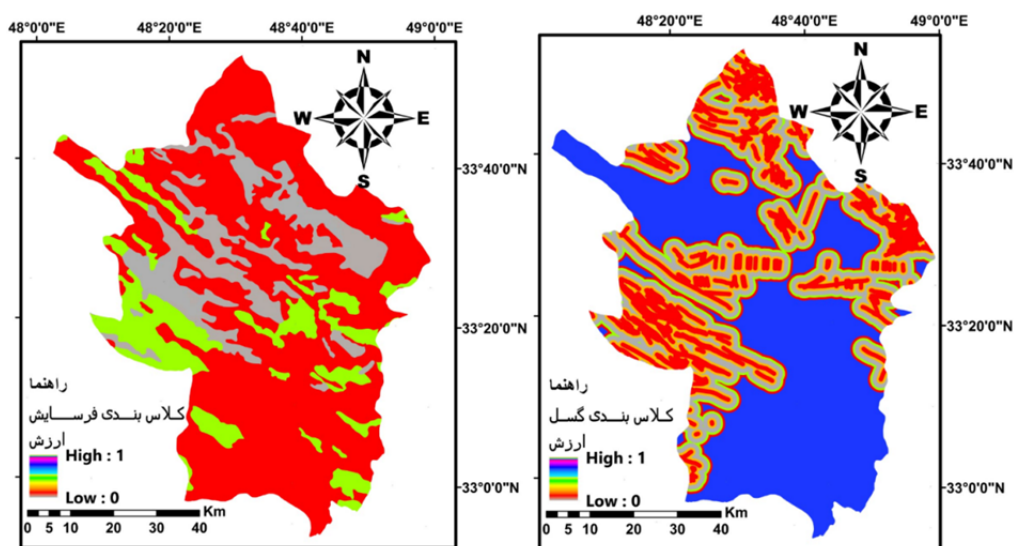 48°0'0"E 48°20'0"E 48°40'0"E 49°0'0"E
N
W E
S
33°40'0"N
33°20'0"N
33°0'0"N
راهنما
کلاس بندی فرسایش
ارزش
High : 1
Low : 0
0 5 10 20 30 40 Km
48°20'0"E 48°40'0"E 49°0'0"E
N
W E
S
33°40'0"N
33°20'0"N
33°0'0"N
راهنما
کلاس بندی گسل
ارزش
High : 1
Low : 0
0 5 10 20 30 40 Km